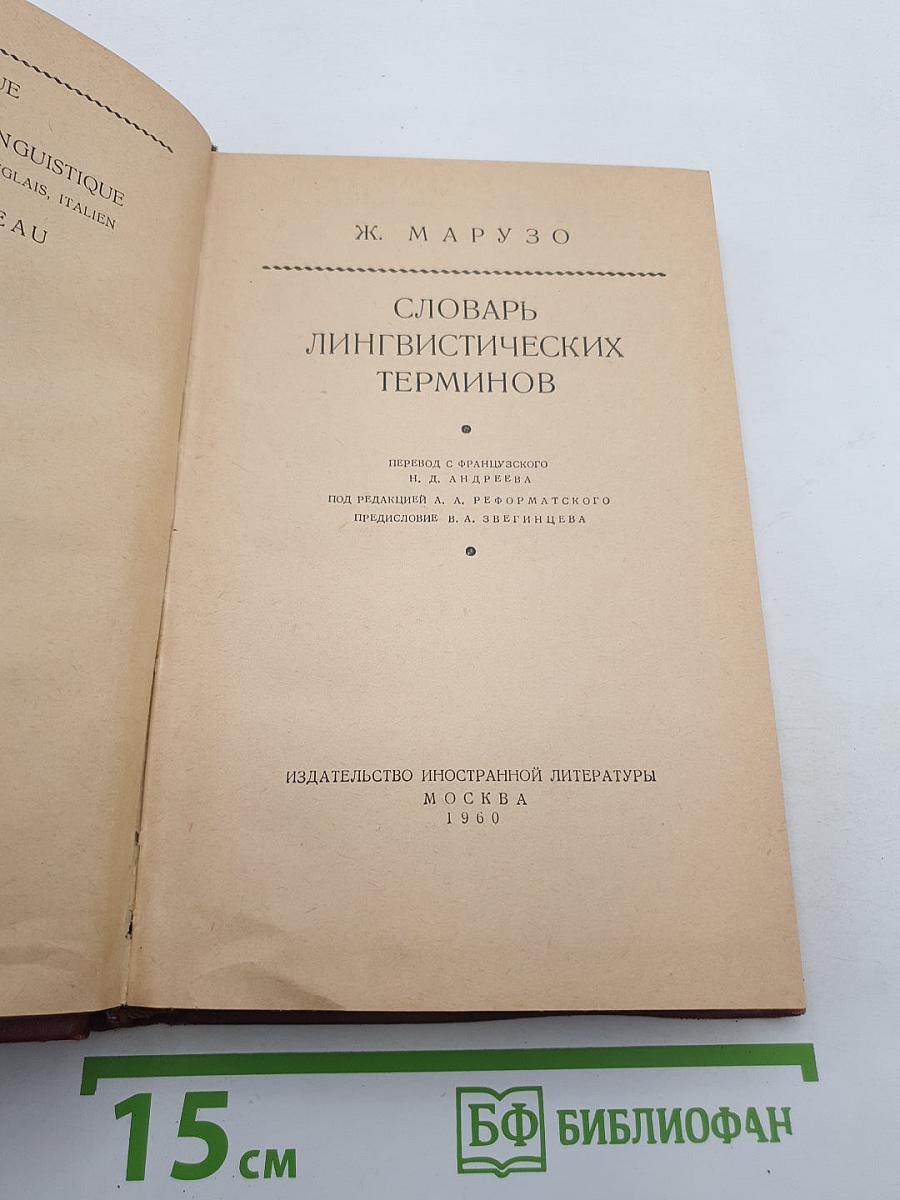 UE
NGUISTIQUE
NGLAIS, ITALIEN
EAU
Ж. МАРУЗО
СЛОВАРЬ
ЛИНГВИСТИЧЕСКИХ
ТЕРМИНОВ
ПЕРЕВОД С ФРАНЦУЗСКОГО
Н. Д. АНДРЕЕВА
ПОД РЕДАКЦИЕЙ А. А. РЕФОРМАТСКОГО
ПРЕДИСЛОВИЕ В. А. ЗВЕГИНЦЕВА
ИЗДАТЕЛЬСТВО ИНОСТРАННОЙ ЛИТЕРАТУРЫ
МОСКВА
1960
15 см
БФ БИБЛИОФАН